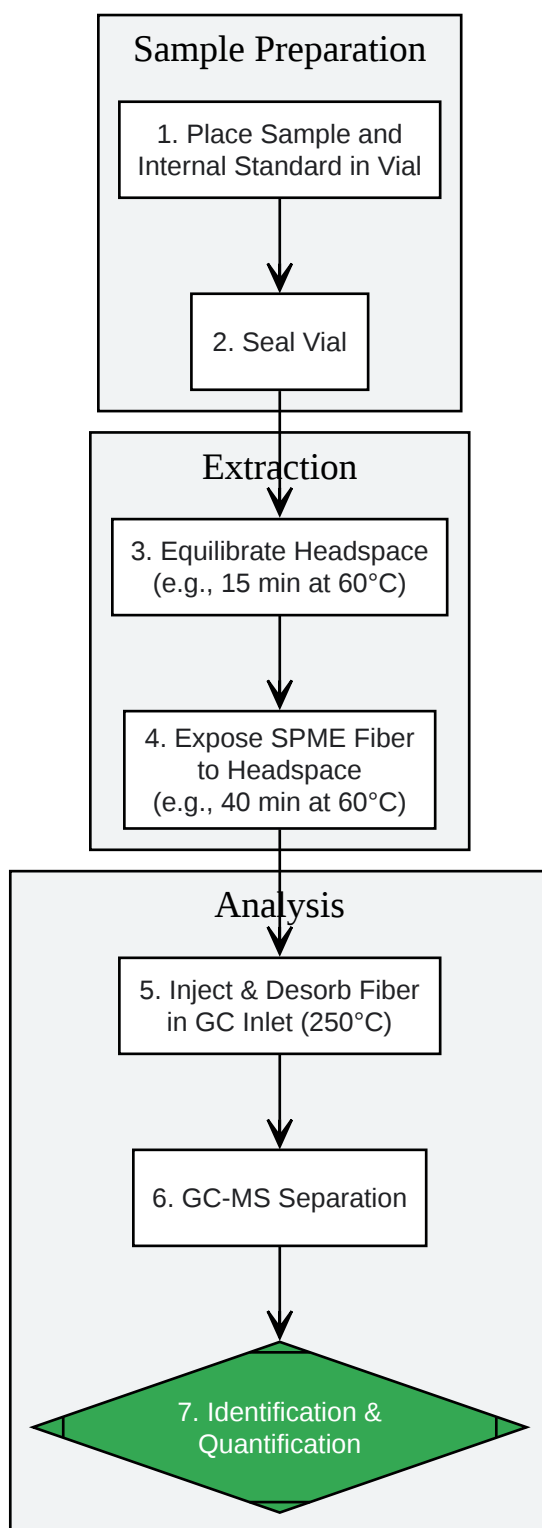 Sample Preparation
1. Place Sample and
Internal Standard in Vial
2. Seal Vial
Extraction
3. Equilibrate Headspace
(e.g., 15 min at 60°C)
4. Expose SPME Fiber
to Headspace
(e.g., 40 min at 60°C)
Analysis
5. Inject & Desorb Fiber
in GC Inlet (250°C)
6. GC-MS Separation
7. Identification &
Quantification